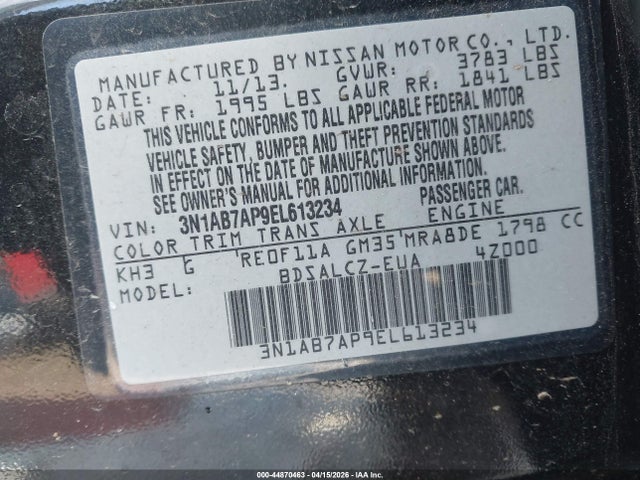 MANUFACTURED BY NISSAN MOTOR CO., LTD.
DATE: 11/13. GVWR: 3783 LBS
GAWR FR: 1995 LBS GAWR RR: 1841 LBS
THIS VEHICLE CONFORMS TO ALL APPLICABLE FEDERAL MOTOR
VEHICLE SAFETY, BUMPER AND THEFT PREVENTION STANDARDS
IN EFFECT ON THE DATE OF MANUFACTURE SHOWN ABOVE.
SEE OWNER'S MANUAL FOR ADDITIONAL INFORMATION.
VIN: 3N1AB7AP9EL613234 PASSENGER CAR.
COLOR TRIM TRANS AXLE ENGINE
KH3 G RE0F11A GM35 MRA8DE 1798 CC
MODEL: BDSALCZ-EUA 4Z000
3N1AB7AP9EL613234
000-44870463 - 04/15/2026 - IAA Inc.